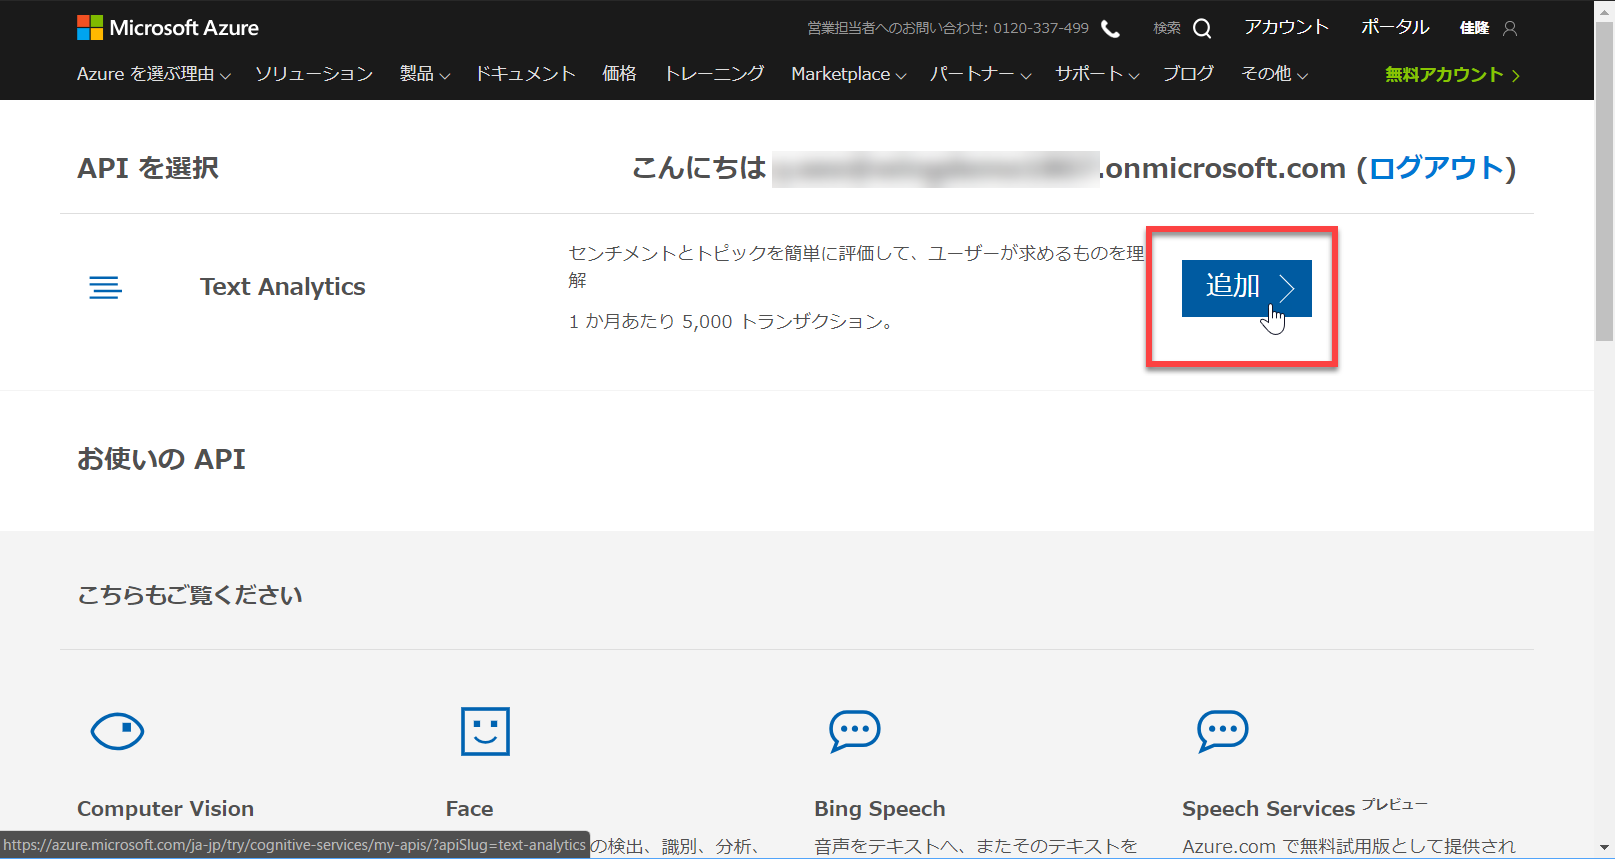 Microsoft Azure
営業担当者へのお問い合わせ: 0120-337-499 検索 アカウント ポータル 佳隆
Azure を選ぶ理由 ソリューション 製品 ドキュメント 価格 トレーニング Marketplace パートナー サポート ブログ その他 無料アカウント
API を選択
こんにちは .onmicrosoft.com (ログアウト)
Text Analytics
センチメントとトピックを簡単に評価して、ユーザーが求めるものを理
解
1 か月あたり 5,000 トランザクション。
追加
お使いの API
こちらもご覧ください
Computer Vision
Face
Bing Speech
Speech Services プレビュー
https://azure.microsoft.com/ja-jp/try/cognitive-services/my-apis/?apiSlug=text-analytics
の検出、識別、分析、
音声をテキストへ、またそのテキストを
Azure.com で無料試用版として提供され